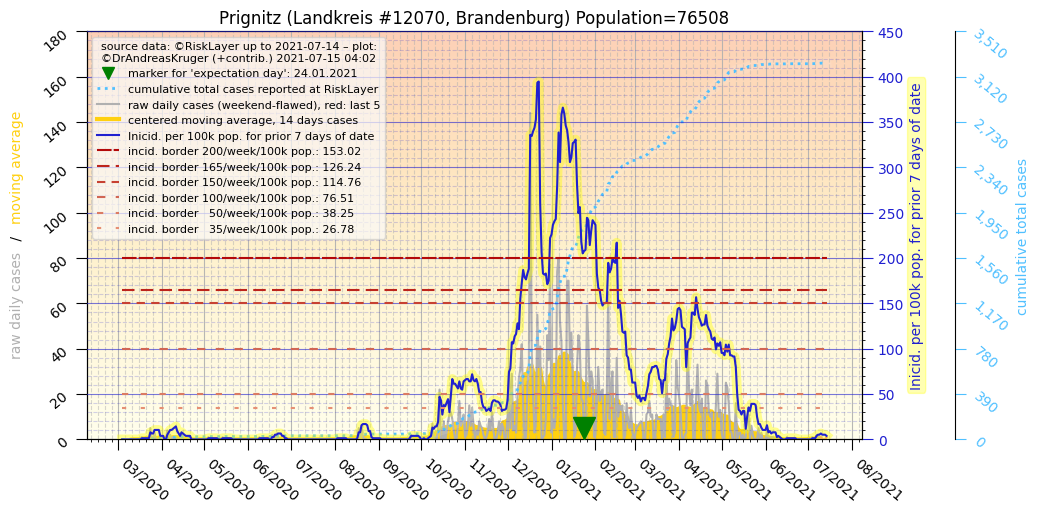 Prignitz (Landkreis #12070, Brandenburg) Population=76508
source data: ©RiskLayer up to 2021-07-14 – plot:
©DrAndreasKruger (+contrib.) 2021-07-15 04:02
marker for 'expectation day': 24.01.2021
cumulative total cases reported at RiskLayer
raw daily cases (weekend-flawed), red: last 5
centered moving average, 14 days cases
Inicid. per 100k pop. for prior 7 days of date
incid. border 200/week/100k pop.: 153.02
incid. border 165/week/100k pop.: 126.24
incid. border 150/week/100k pop.: 114.76
incid. border 100/week/100k pop.: 76.51
incid. border   50/week/100k pop.: 38.25
incid. border   35/week/100k pop.: 26.78
raw daily cases / moving average
180
160
140
120
100
80
60
40
20
0
03/2020
04/2020
05/2020
06/2020
07/2020
08/2020
09/2020
10/2020
11/2020
12/2020
01/2021
02/2021
03/2021
04/2021
05/2021
06/2021
07/2021
08/2021
450
400
350
300
250
200
150
100
50
0
Inicid. per 100k pop. for prior 7 days of date
3,510
3,120
2,730
2,340
1,950
1,560
1,170
780
390
0
cumulative total cases